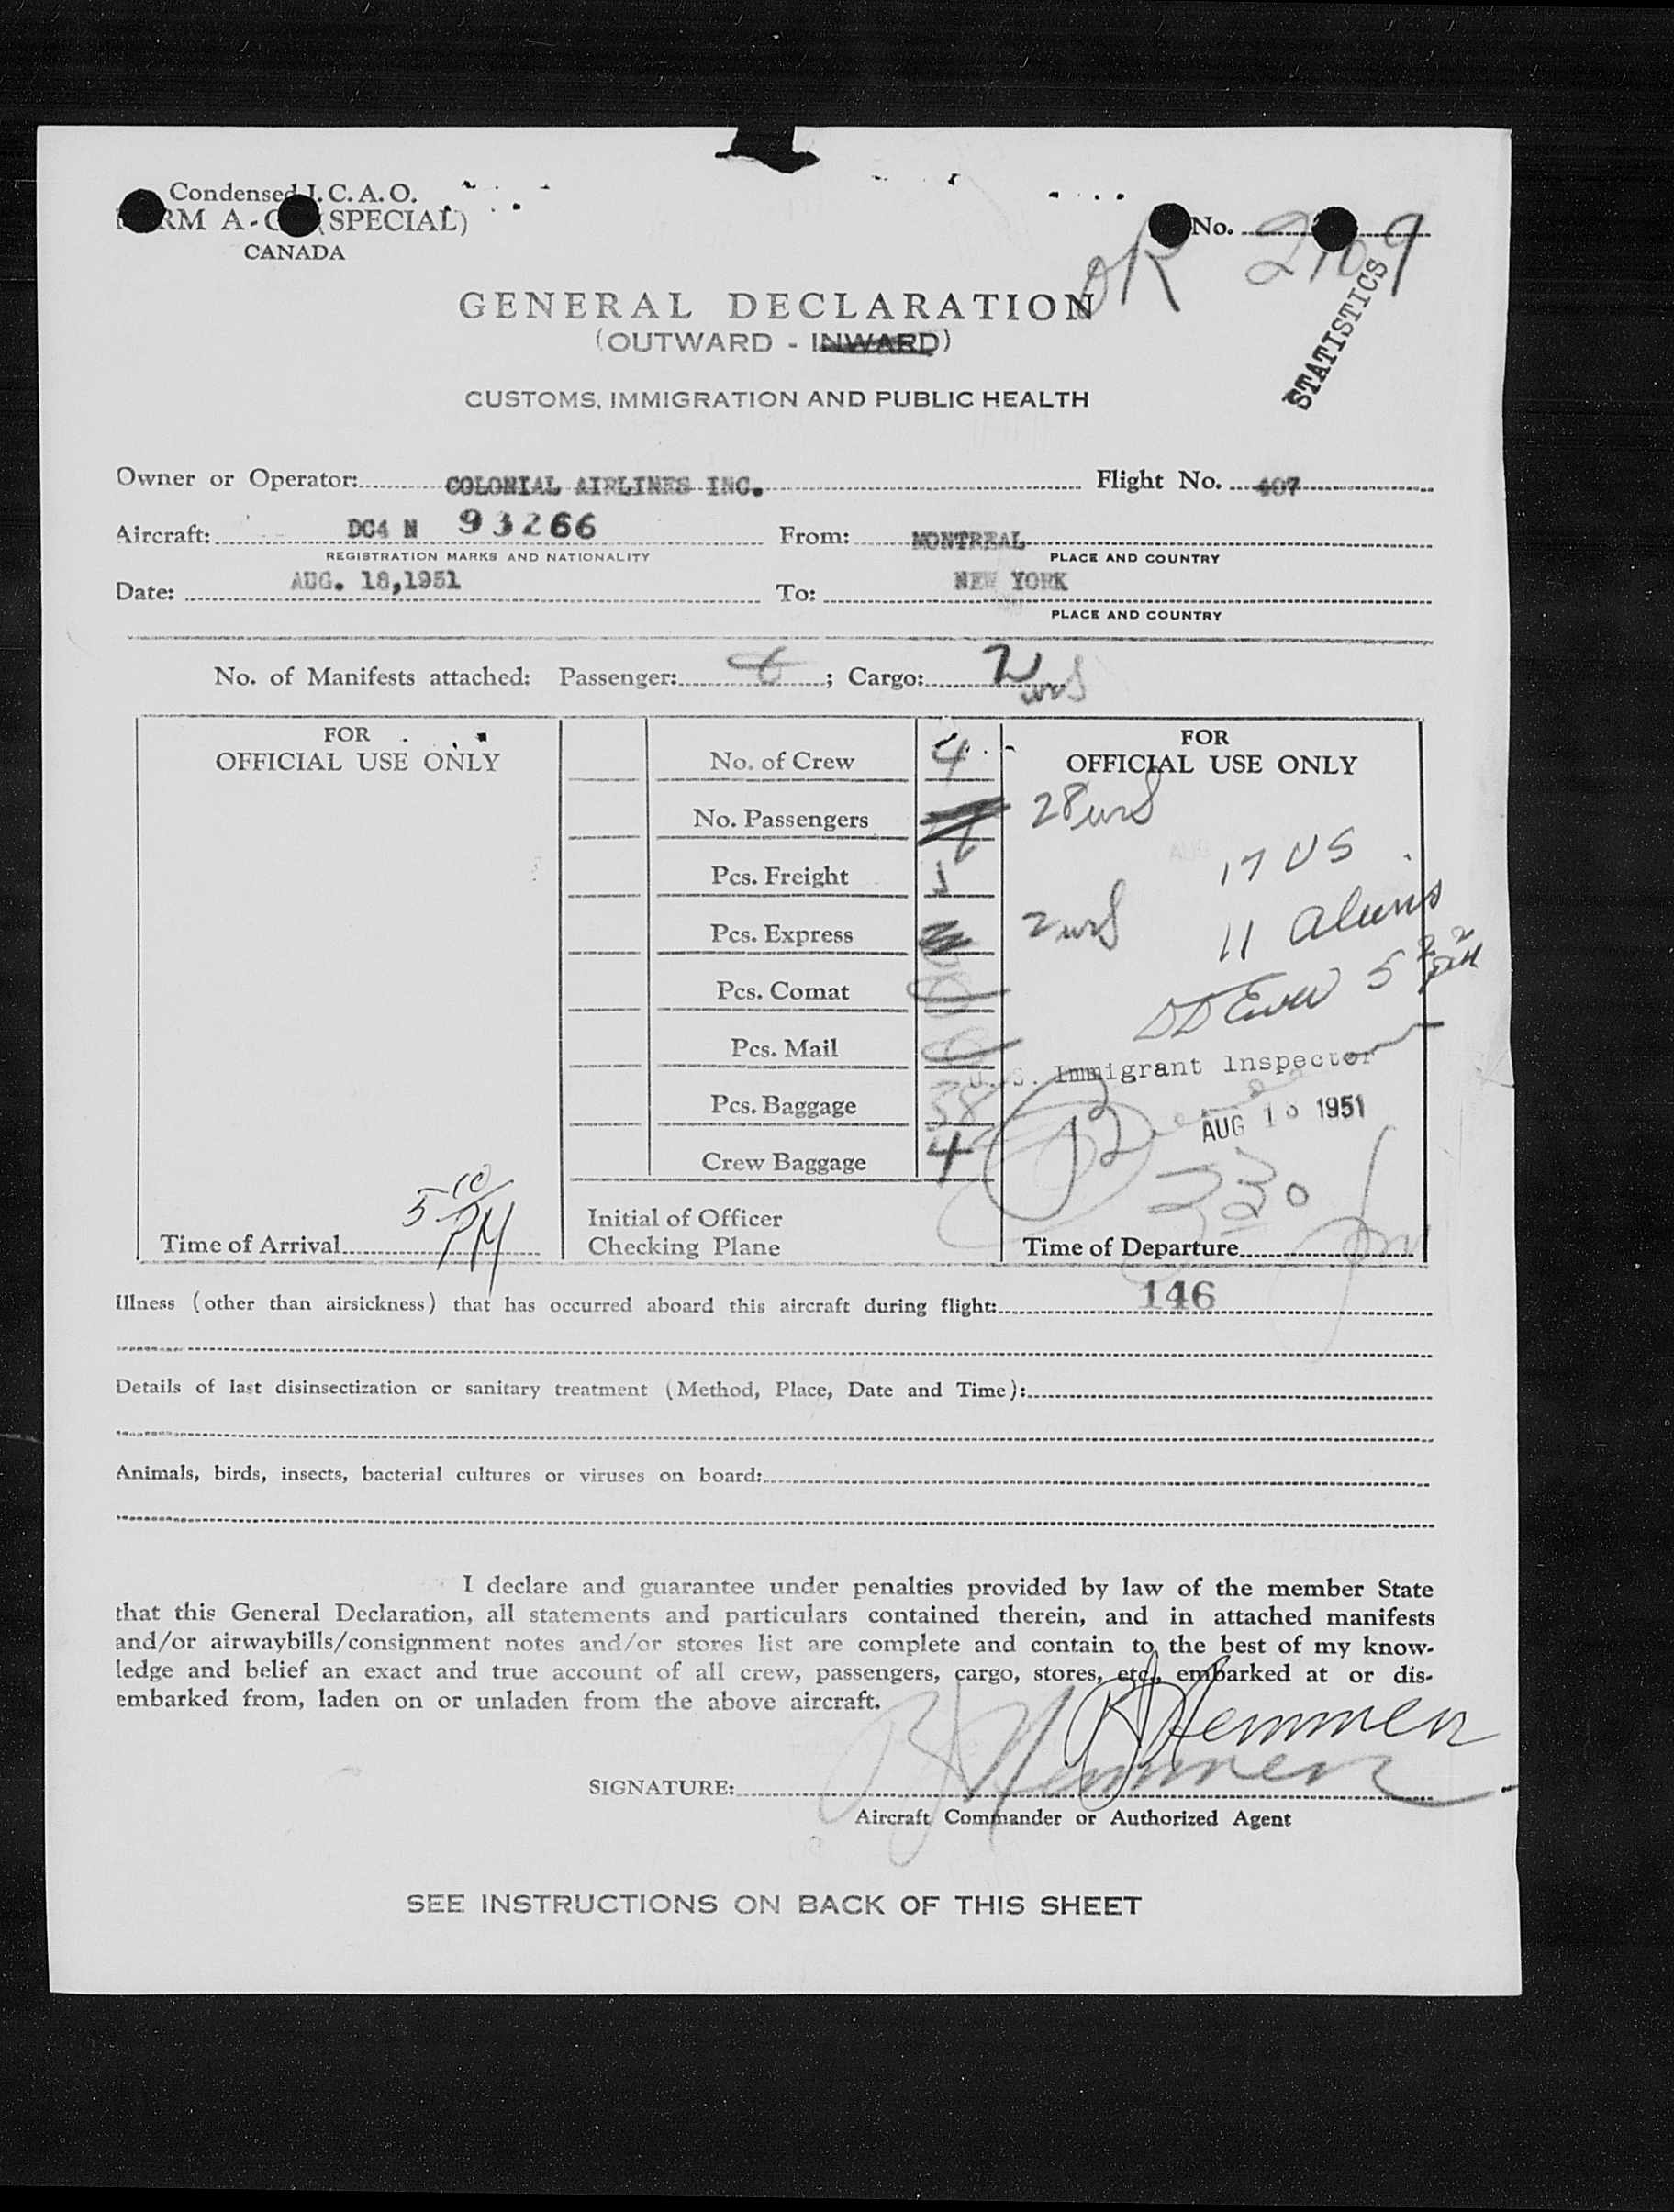 Condensed I. C. A. O.
RM A-G (SPECIAL)
CANADA
No.
OK
STATISTICS
GENERAL DECLARATION
(OUTWARD - INWARD)
CUSTOMS, IMMIGRATION AND PUBLIC HEALTH
Owner or Operator: COLONIAL AIRLINES INC. Flight No. 407
Aircraft: DC4 N 93266 From: MONTREAL
REGISTRATION MARKS AND NATIONALITY PLACE AND COUNTRY
Date: AUG. 18,1951 To: NEW YORK
PLACE AND COUNTRY
No. of Manifests attached: Passenger: ; Cargo: 2
FOR
OFFICIAL USE ONLY
Time of Arrival 5 10 PM
No. of Crew 4
No. Passengers
Pcs. Freight
Pcs. Express
Pcs. Comat
Pcs. Mail
Pcs. Baggage 38
Crew Baggage 4
Initial of Officer
Checking Plane
FOR
OFFICIAL USE ONLY
28
17 US
2
11 aliens
U. S. Immigrant Inspector
AUG 1 1951
330
Time of Departure
146
Illness (other than airsickness) that has occurred aboard this aircraft during flight:
Details of last disinsectization or sanitary treatment (Method, Place, Date and Time):
Animals, birds, insects, bacterial cultures or viruses on board:
I declare and guarantee under penalties provided by law of the member State
that this General Declaration, all statements and particulars contained therein, and in attached manifests
and/or airwaybills/consignment notes and/or stores list are complete and contain to the best of my know-
ledge and belief an exact and true account of all crew, passengers, cargo, stores, etc., embarked at or dis-
embarked from, laden on or unladen from the above aircraft.
B Hemmen
B Hemmen
SIGNATURE:
Aircraft Commander or Authorized Agent
SEE INSTRUCTIONS ON BACK OF THIS SHEET